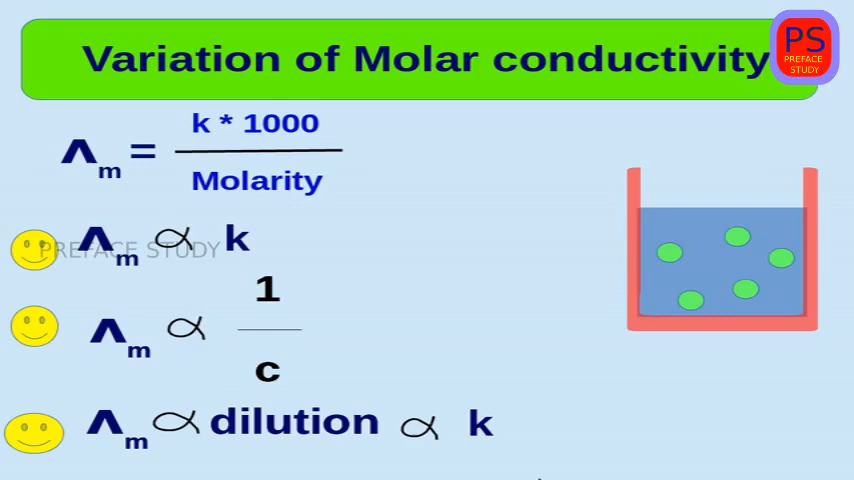 Variation of Molar conductivity
PS
PREFACE
STUDY
Λm = k * 1000
Molarity
Λm ∝ k
PREFACE STUDY
Λm ∝ 1
c
Λm ∝ dilution ∝ k